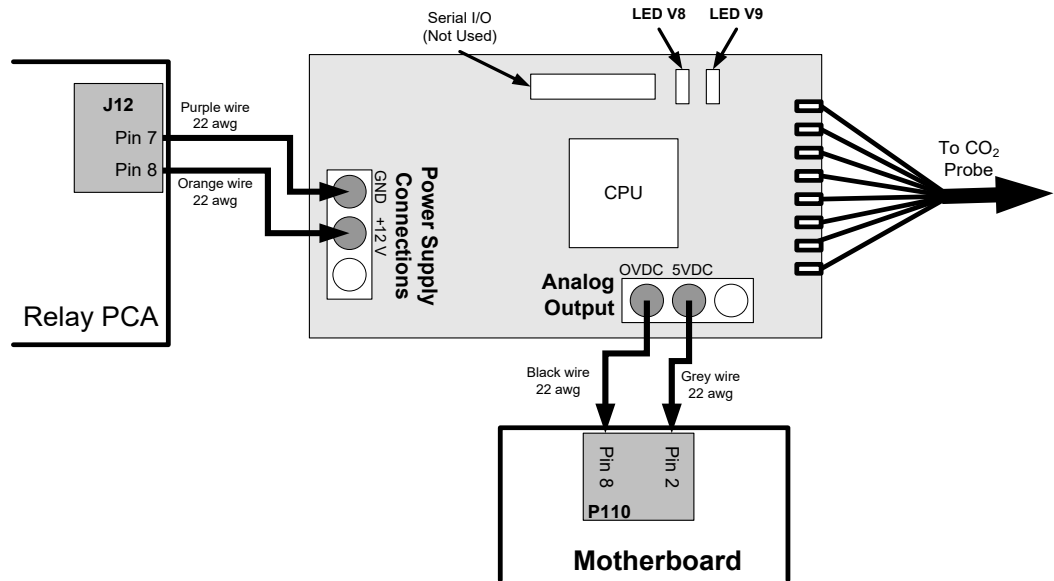 Serial I/O
(Not Used)
LED V8
LED V9
J12
Pin 7
Pin 8
Purple wire
22 awg
Orange wire
22 awg
GND
+12 V
Power Supply
Connections
CPU
To CO₂
Probe
Relay PCA
Analog
Output
OVDC
5VDC
Black wire
22 awg
Grey wire
22 awg
Pin 8
Pin 2
P110
Motherboard